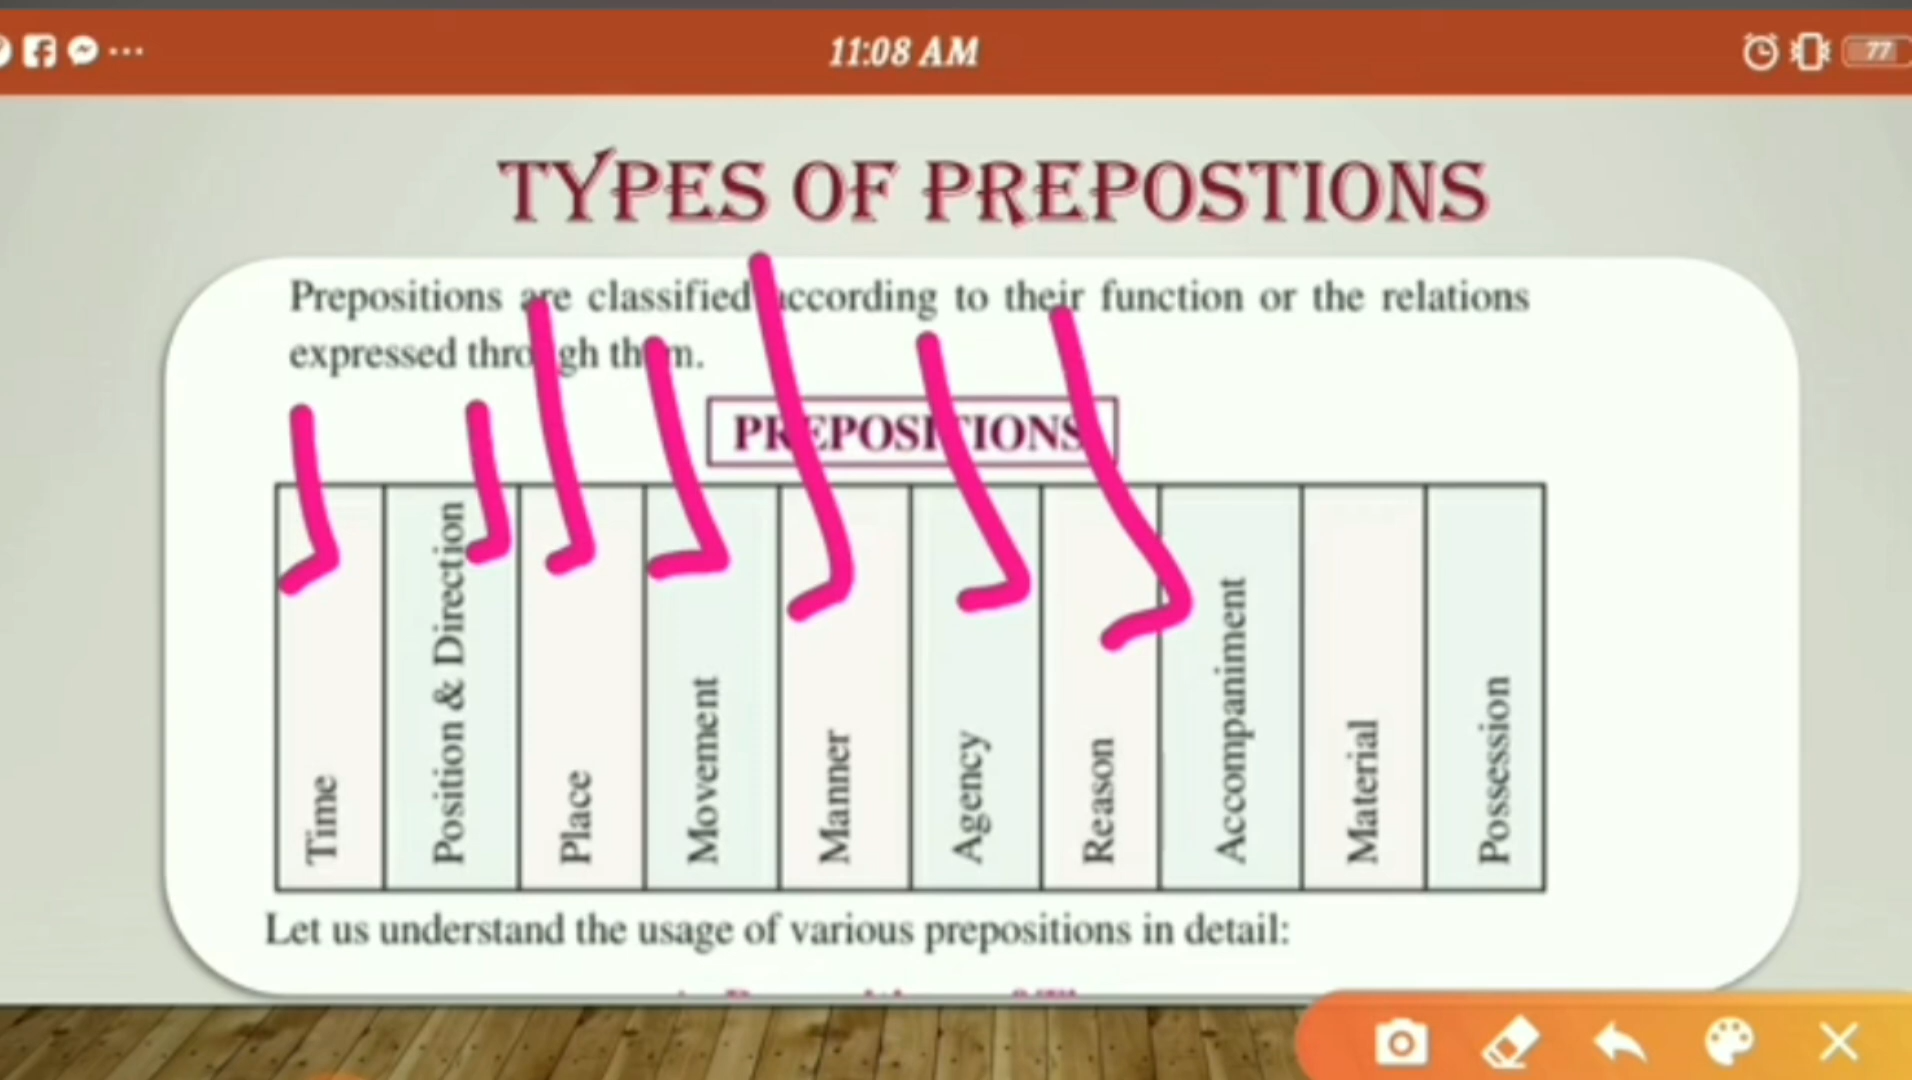 11:08 AM
77
TYPES OF PREPOSTIONS
Prepositions are classified according to their function or the relations
expressed through them.
PREPOSITIONS
Time
Position & Direction
Place
Movement
Manner
Agency
Reason
Accompaniment
Material
Possession
Let us understand the usage of various prepositions in detail: